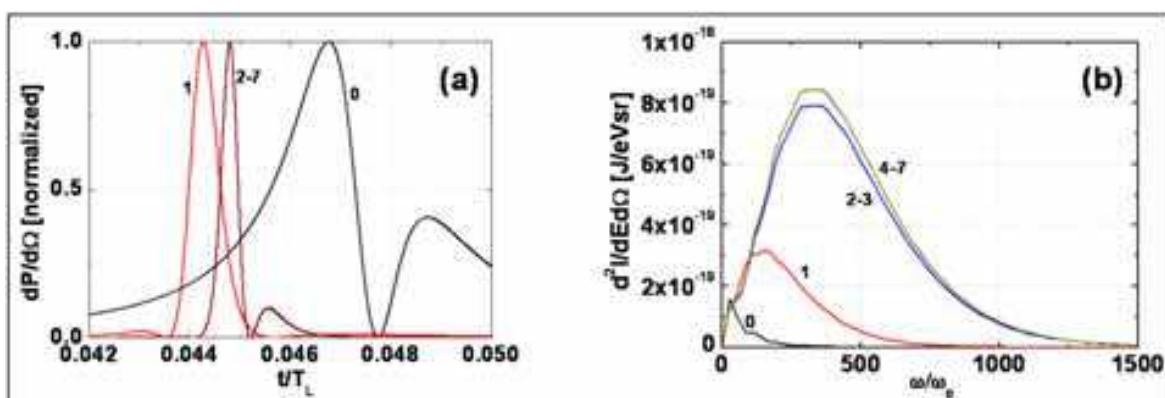 (a)
dP/dΩ [normalized]
1.0
0.5
0.0
1
2-7
0
0.042 0.044 0.046 0.048 0.050
t/T_L
(b)
d²I/dEdΩ [J/eVsr]
1x10⁻¹⁸
8x10⁻¹⁹
6x10⁻¹⁹
4x10⁻¹⁹
2x10⁻¹⁹
0
4-7
2-3
1
0
0 500 1000 1500
ω/ω₀